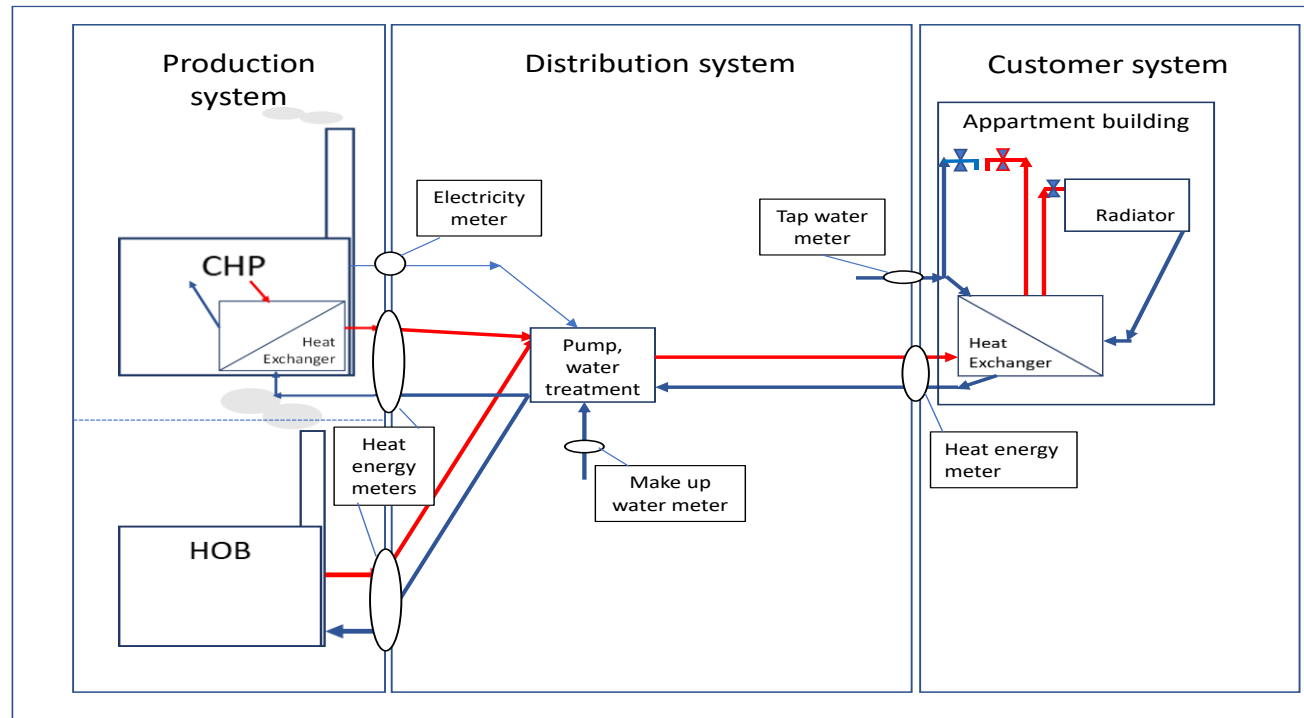 Production
system
Distribution system
Customer system
Appartment building
Electricity
meter
Tap water
meter
Radiator
CHP
Heat
Exchanger
Pump,
water
treatment
Heat
Exchanger
Heat
energy
meters
Make up
water meter
Heat energy
meter
HOB